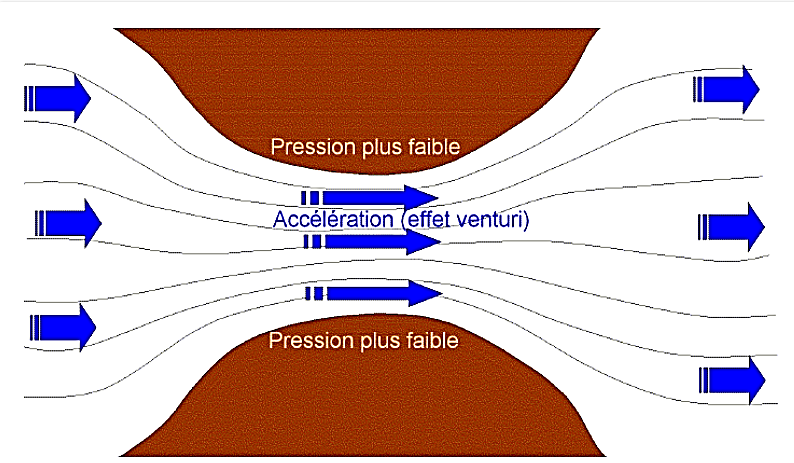 Pression plus faible
Accélération (effet venturi)
Pression plus faible